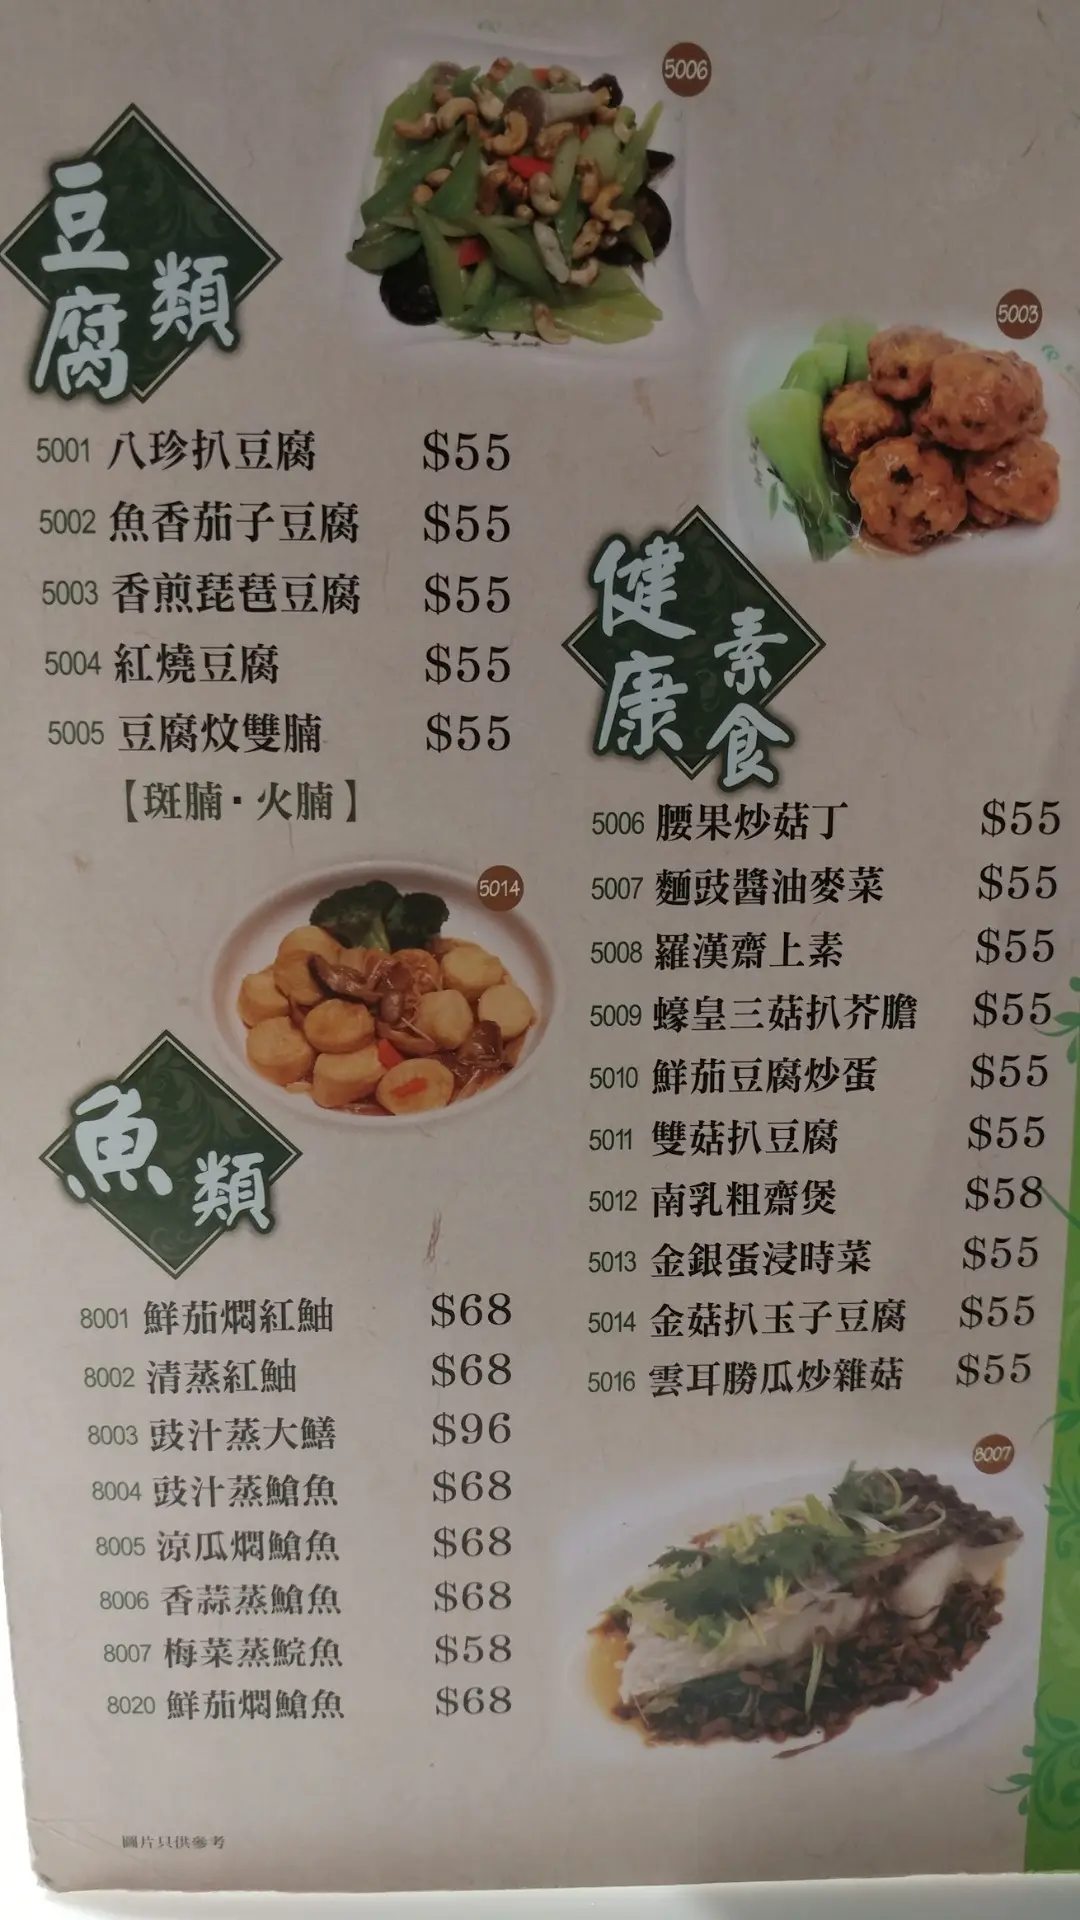 5006
豆腐類
5003
5001 八珍扒豆腐 $55
5002 魚香茄子豆腐 $55
5003 香煎琵琶豆腐 $55
5004 紅燒豆腐 $55
5005 豆腐炆雙腩 $55
【斑腩·火腩】
健康素食
5006 腰果炒菇丁 $55
5007 麵豉醬油麥菜 $55
5008 羅漢齋上素 $55
5009 蠔皇三菇扒芥膽 $55
5010 鮮茄豆腐炒蛋 $55
5011 雙菇扒豆腐 $55
5012 南乳粗齋煲 $58
5013 金銀蛋浸時菜 $55
5014 金菇扒玉子豆腐 $55
5016 雲耳勝瓜炒雜菇 $55
5014
魚類
8001 鮮茄燜紅鮋 $68
8002 清蒸紅鮋 $68
8003 豉汁蒸大鱔 $96
8004 豉汁蒸鯧魚 $68
8005 涼瓜燜鯧魚 $68
8006 香蒜蒸鯧魚 $68
8007 梅菜蒸鯇魚 $58
8020 鮮茄燜鯧魚 $68
8007
圖片只供參考